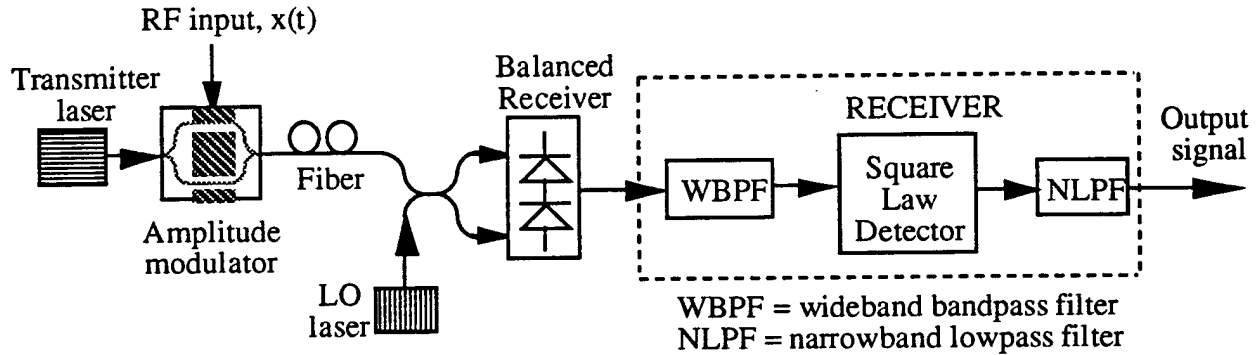 RF input, x(t)
Transmitter
laser
Balanced
Receiver
RECEIVER
Output
signal
Fiber
WBPF
Square
Law
Detector
NLPF
Amplitude
modulator
LO
laser
WBPF = wideband bandpass filter
NLPF = narrowband lowpass filter